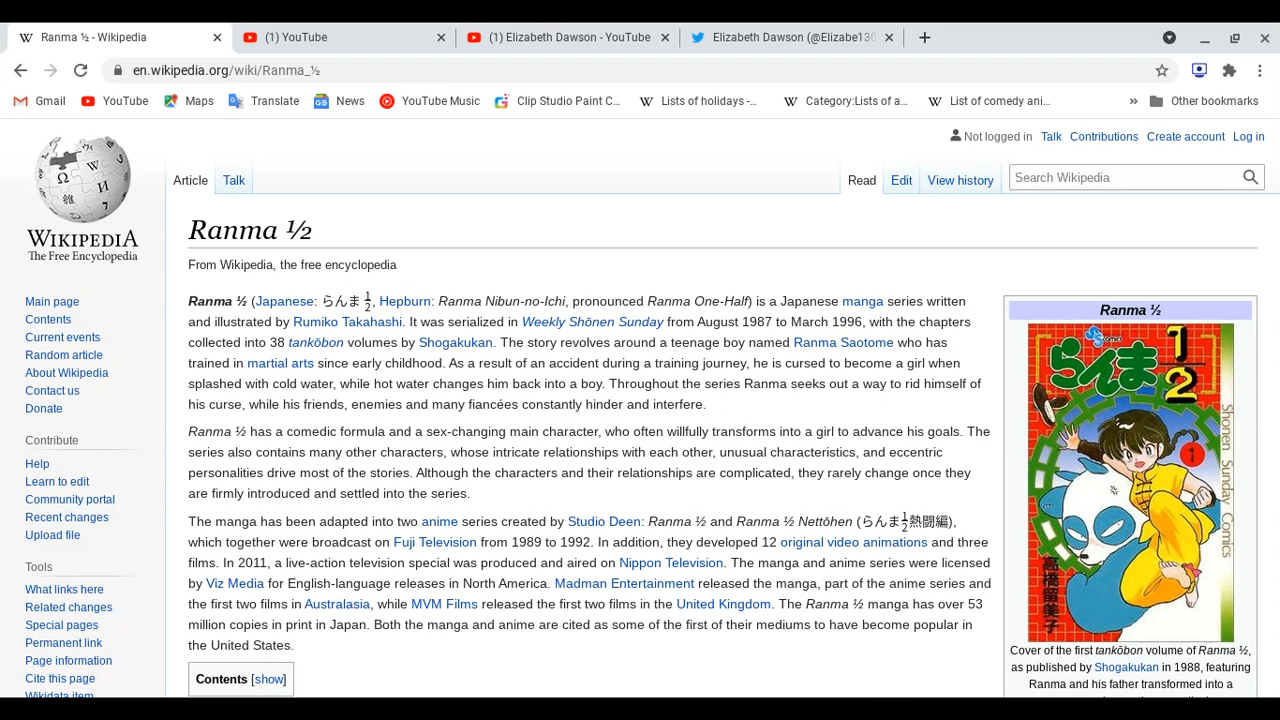 Ranma ½ - Wikipedia
(1) YouTube
(1) Elizabeth Dawson - YouTube
Elizabeth Dawson (@Elizabe130
en.wikipedia.org/wiki/Ranma_½
Gmail
YouTube
Maps
Translate
News
YouTube Music
Clip Studio Paint C...
Lists of holidays -...
Category:Lists of a...
List of comedy ani...
»
Other bookmarks
Not logged in Talk Contributions Create account Log in
Article Talk
Read Edit View history
Search Wikipedia
WIKIPEDIA
The Free Encyclopedia
Main page
Contents
Current events
Random article
About Wikipedia
Contact us
Donate
Contribute
Help
Learn to edit
Community portal
Recent changes
Upload file
Tools
What links here
Related changes
Special pages
Permanent link
Page information
Cite this page
Wikidata item
Ranma ½
From Wikipedia, the free encyclopedia
Ranma ½ (Japanese: らんま 1/2, Hepburn: Ranma Nibun-no-Ichi, pronounced Ranma One-Half) is a Japanese manga series written
and illustrated by Rumiko Takahashi. It was serialized in Weekly Shōnen Sunday from August 1987 to March 1996, with the chapters
collected into 38 tankōbon volumes by Shogakukan. The story revolves around a teenage boy named Ranma Saotome who has
trained in martial arts since early childhood. As a result of an accident during a training journey, he is cursed to become a girl when
splashed with cold water, while hot water changes him back into a boy. Throughout the series Ranma seeks out a way to rid himself of
his curse, while his friends, enemies and many fiancées constantly hinder and interfere.
Ranma ½ has a comedic formula and a sex-changing main character, who often willfully transforms into a girl to advance his goals. The
series also contains many other characters, whose intricate relationships with each other, unusual characteristics, and eccentric
personalities drive most of the stories. Although the characters and their relationships are complicated, they rarely change once they
are firmly introduced and settled into the series.
The manga has been adapted into two anime series created by Studio Deen: Ranma ½ and Ranma ½ Nettōhen (らんま1/2熱闘編),
which together were broadcast on Fuji Television from 1989 to 1992. In addition, they developed 12 original video animations and three
films. In 2011, a live-action television special was produced and aired on Nippon Television. The manga and anime series were licensed
by Viz Media for English-language releases in North America. Madman Entertainment released the manga, part of the anime series and
the first two films in Australasia, while MVM Films released the first two films in the United Kingdom. The Ranma ½ manga has over 53
million copies in print in Japan. Both the manga and anime are cited as some of the first of their mediums to have become popular in
the United States.
Contents [show]
Ranma ½
らんま
1/2
1
Shonen Sunday Comics
高橋留美子
Cover of the first tankōbon volume of Ranma ½,
as published by Shogakukan in 1988, featuring
Ranma and his father transformed into a